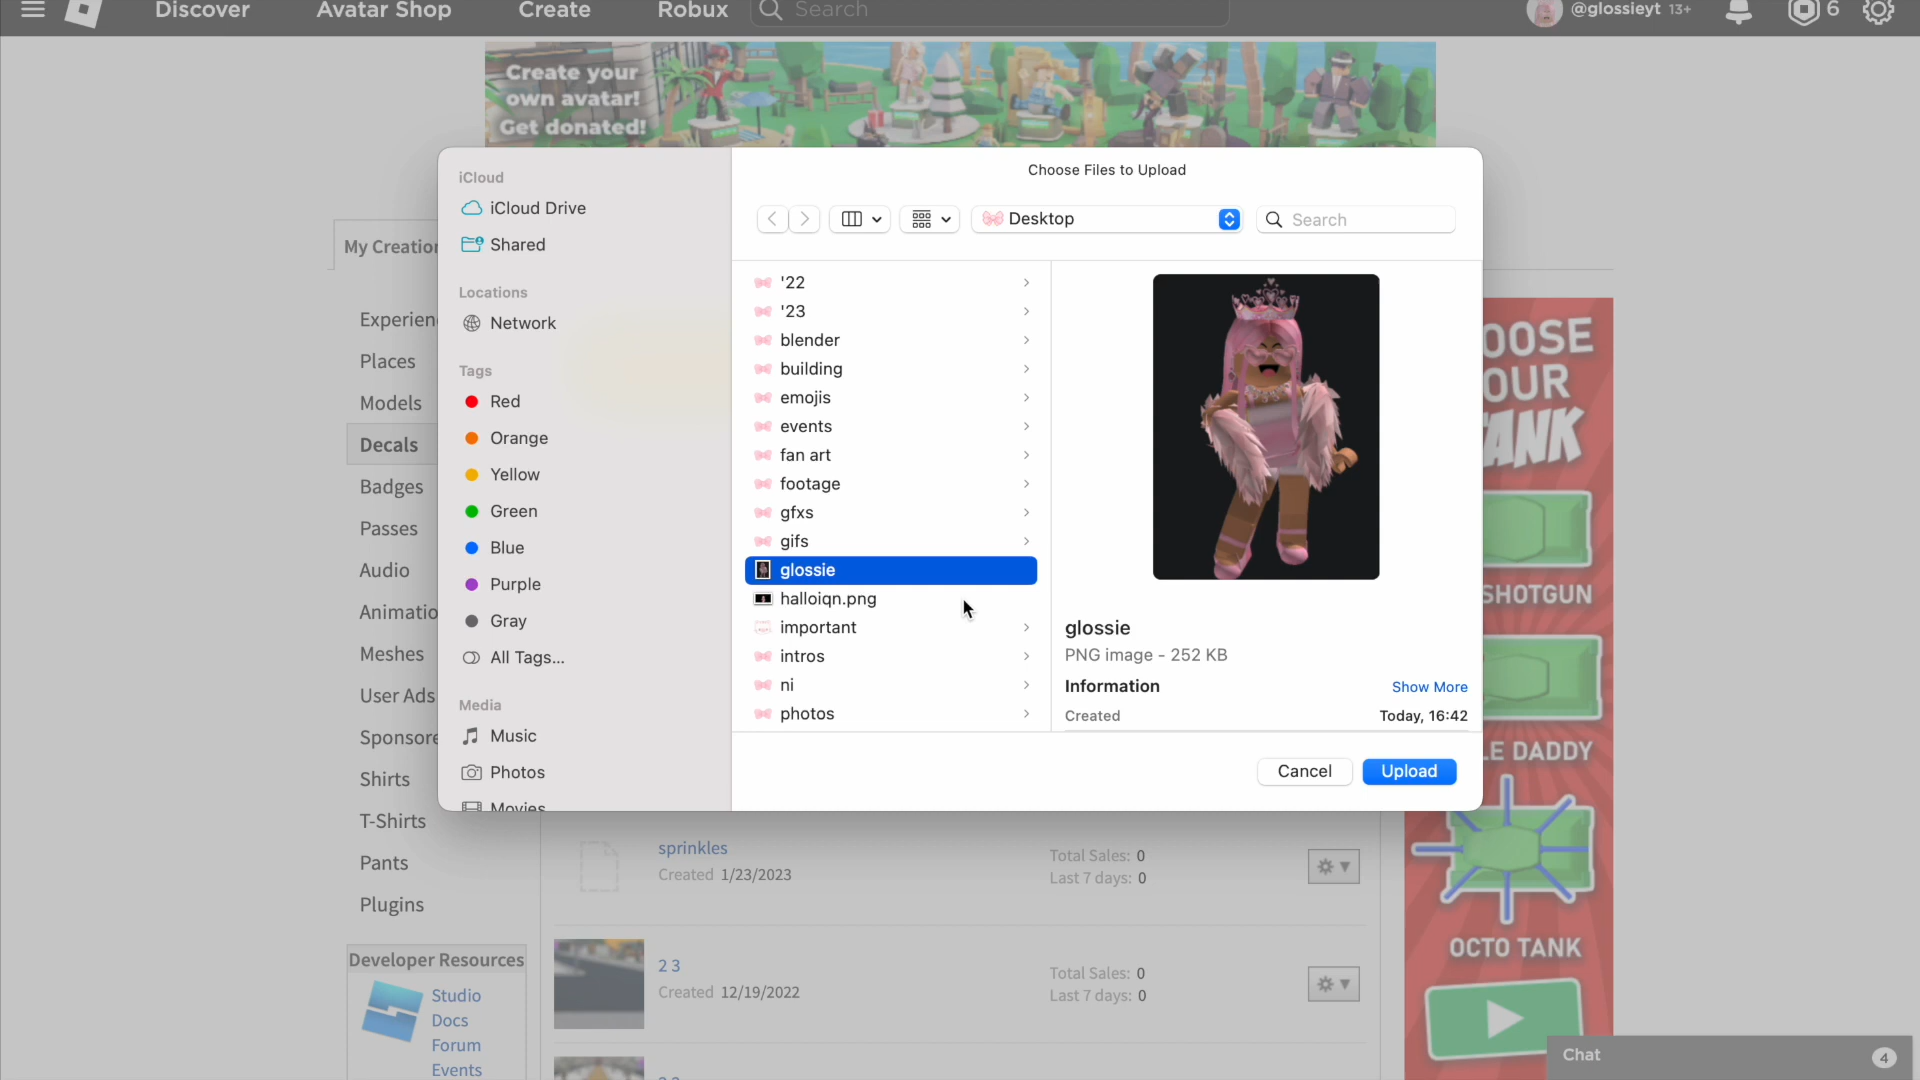 Discover
Avatar Shop
Create
Robux
Search
@glossieyt 13+
6
Create your
own avatar!
Get donated!
Choose Files to Upload
iCloud
iCloud Drive
Shared
Locations
Network
Tags
Red
Orange
Yellow
Green
Blue
Purple
Gray
All Tags...
Media
Music
Photos
Movies
Desktop
Search
'22
'23
blender
building
emojis
events
fan art
footage
gfxs
gifs
glossie
halloiqn.png
important
intros
ni
photos
glossie
PNG image - 252 KB
Information
Show More
Created
Today, 16:42
Cancel
Upload
My Creation
Experien
Places
Models
Decals
Badges
Passes
Audio
Animatio
Meshes
User Ads
Sponsore
Shirts
T-Shirts
Pants
Plugins
Developer Resources
Studio
Docs
Forum
Events
sprinkles
Created 1/23/2023
Total Sales: 0
Last 7 days: 0
2 3
Created 12/19/2022
Total Sales: 0
Last 7 days: 0
OOSE
OUR
ANK
SHOTGUN
LE DADDY
OCTO TANK
Chat
4